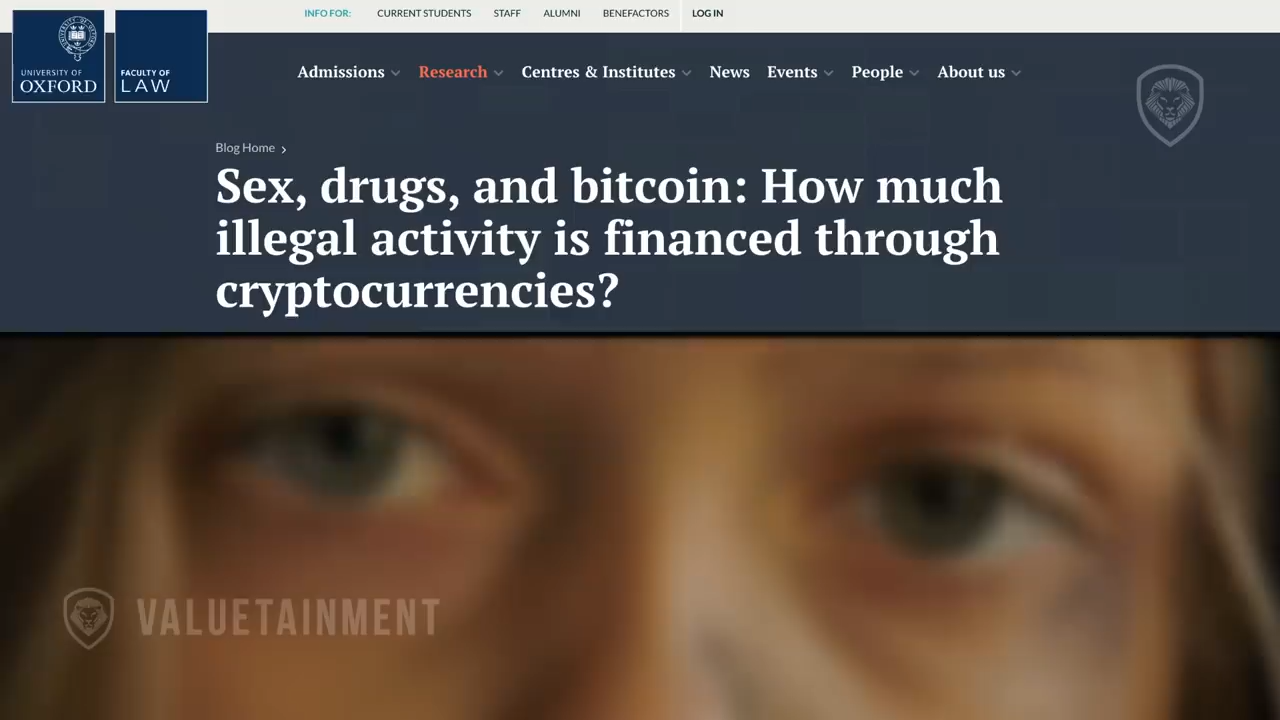 INFO FOR: CURRENT STUDENTS STAFF ALUMNI BENEFACTORS LOG IN
UNIVERSITY OF
OXFORD
FACULTY OF
LAW
Admissions Research Centres & Institutes News Events People About us
Blog Home
Sex, drugs, and bitcoin: How much
illegal activity is financed through
cryptocurrencies?
VALUETAINMENT